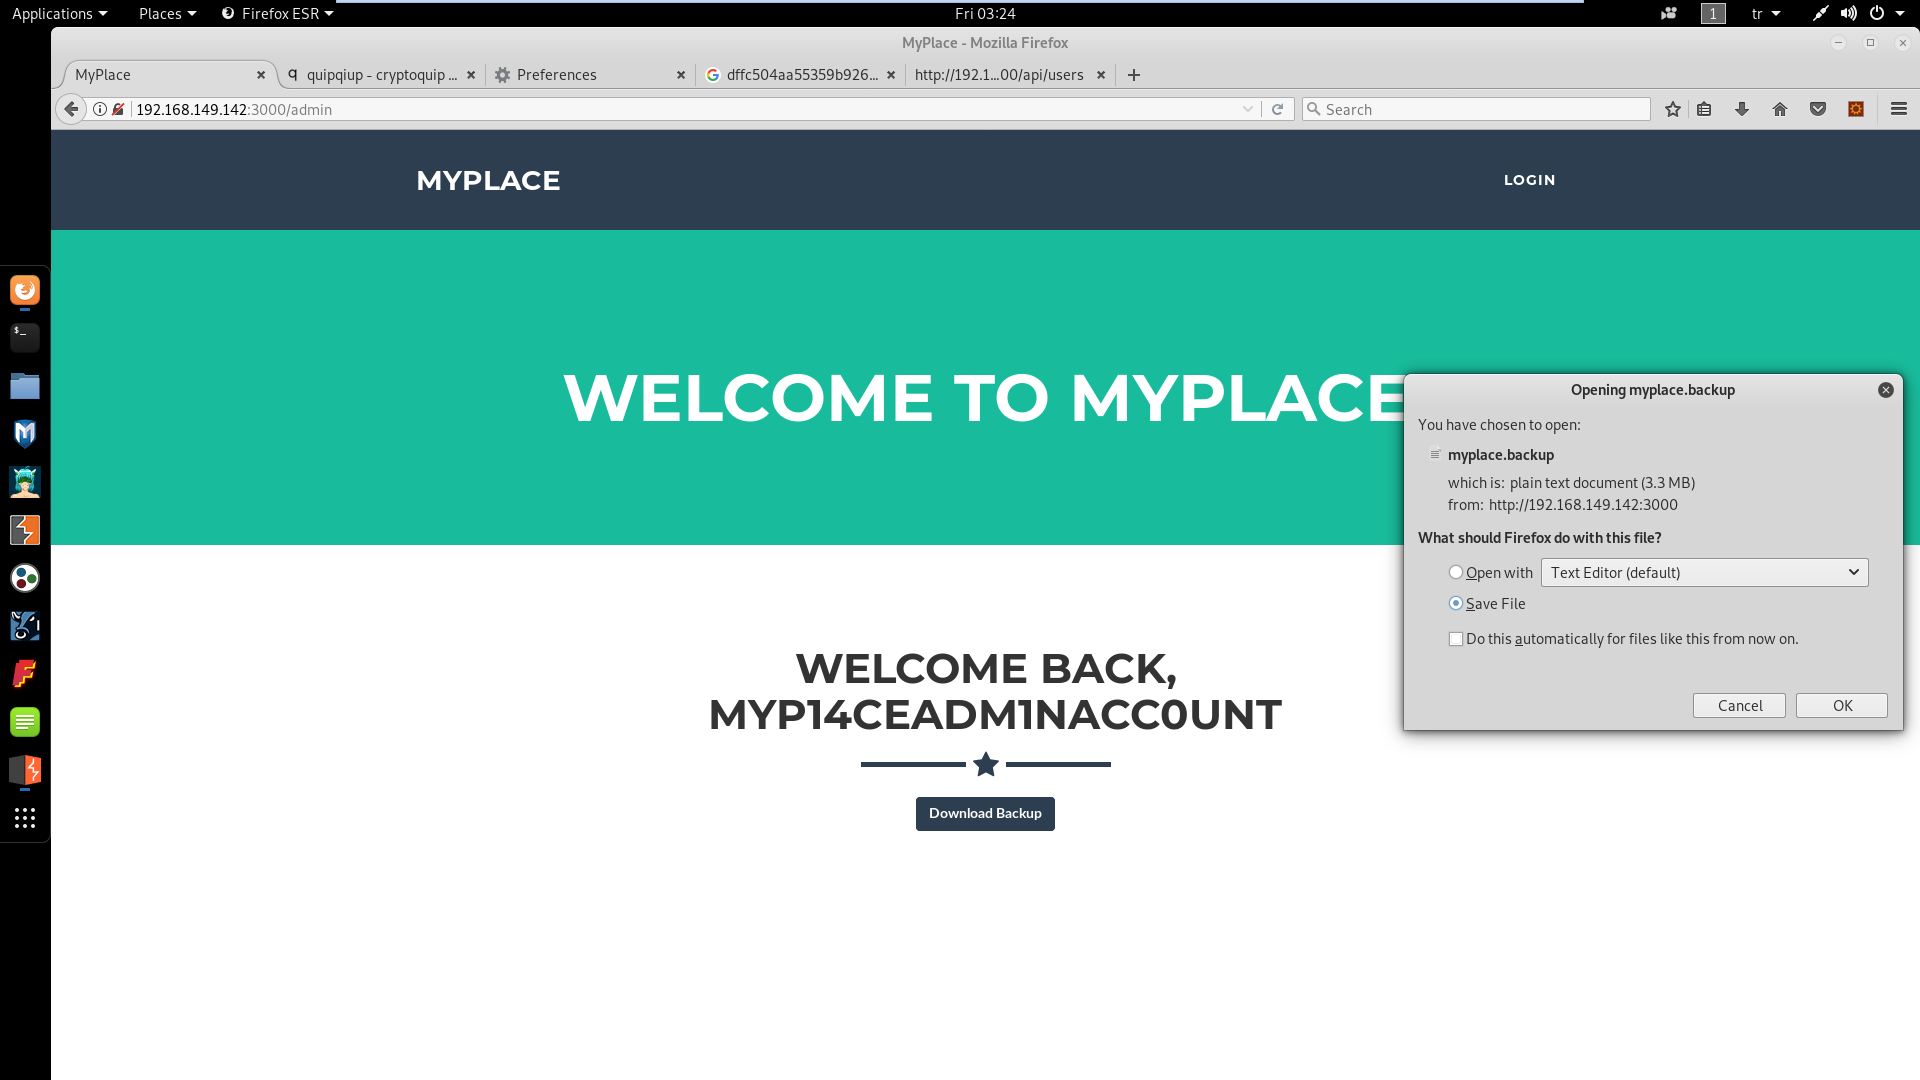 Applications Places Firefox ESR Fri 03:24 1 tr
MyPlace - Mozilla Firefox
MyPlace quipqiup - cryptoquip ... Preferences dffc504aa55359b926... http://192.1...00/api/users
192.168.149.142:3000/admin Search
MYPLACE LOGIN
WELCOME TO MYPLACE
Opening myplace.backup
You have chosen to open:
myplace.backup
which is: plain text document (3.3 MB)
from: http://192.168.149.142:3000
What should Firefox do with this file?
Open with Text Editor (default)
Save File
Do this automatically for files like this from now on.
Cancel OK
WELCOME BACK,
MYP14CEADM1NACC0UNT
Download Backup